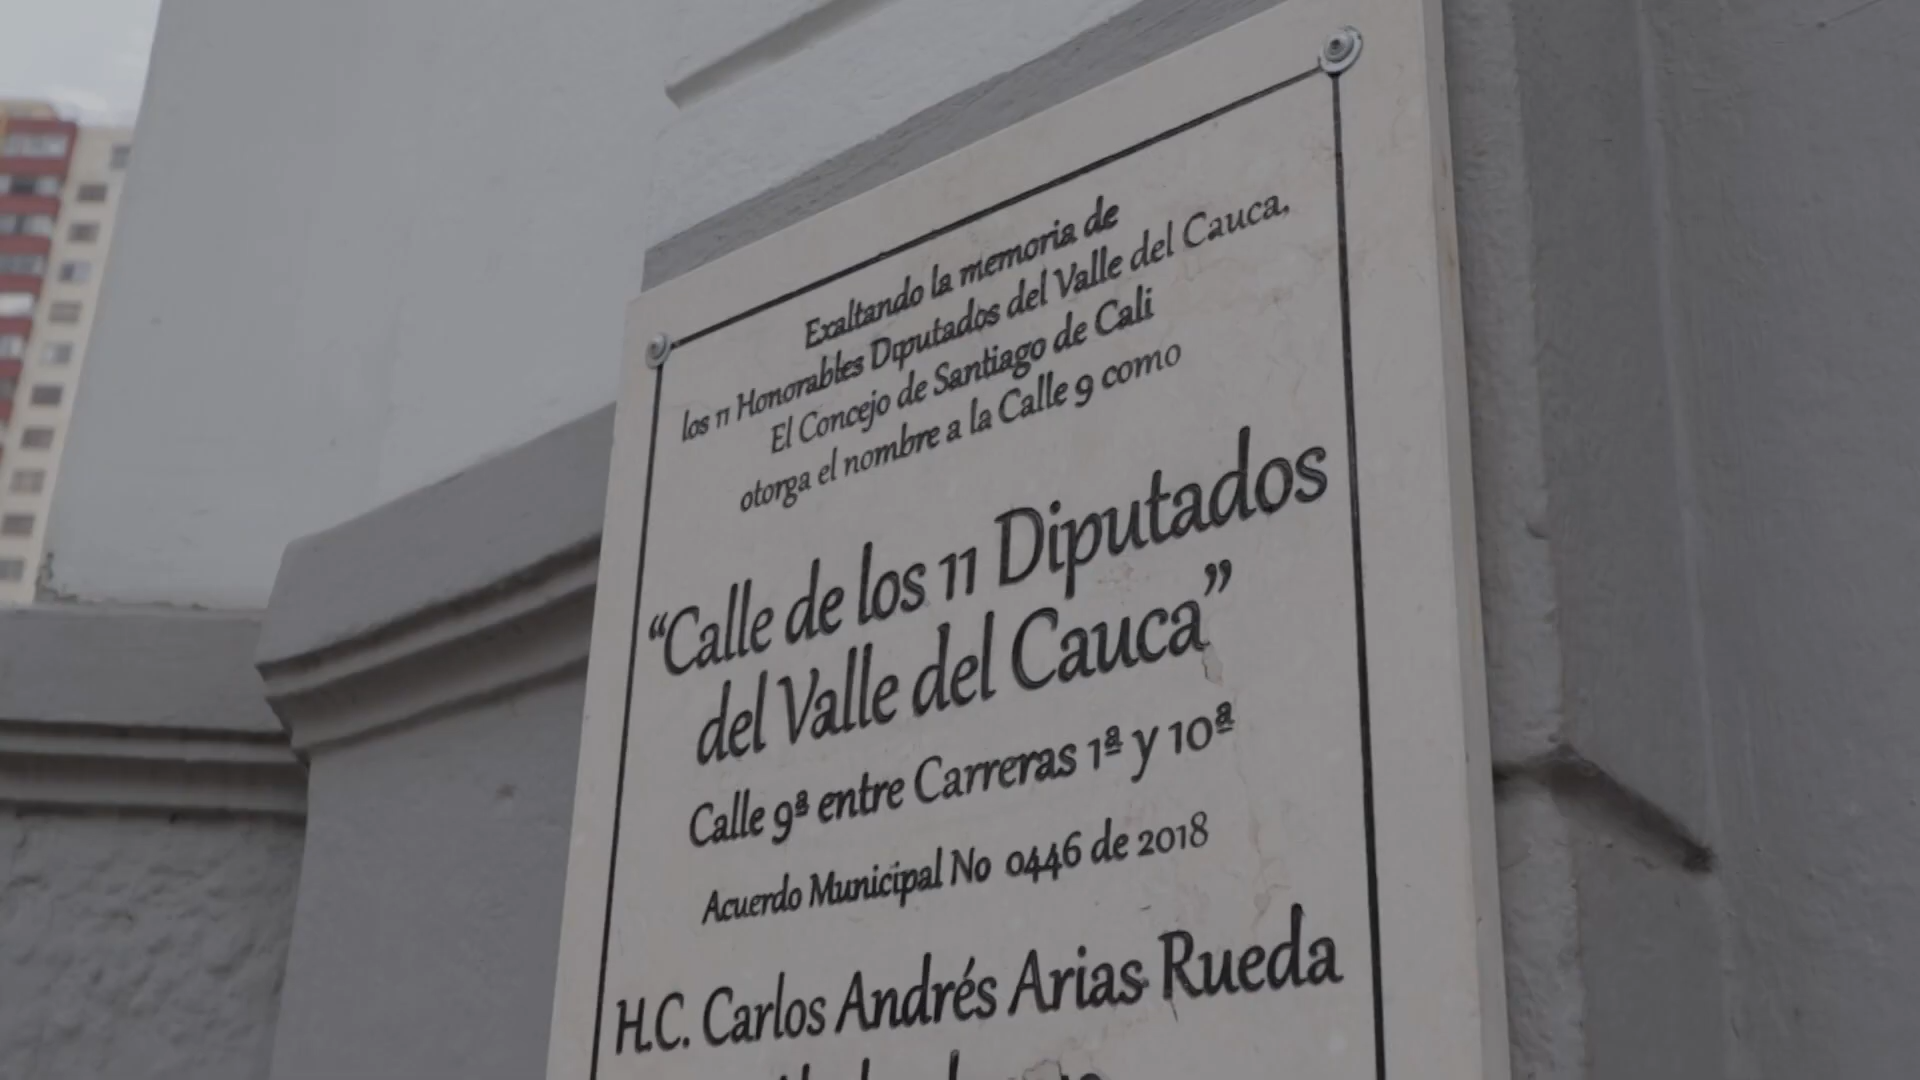 Exaltando la memoria de
los 11 Honorables Diputados del Valle del Cauca,
El Concejo de Santiago de Cali
otorga el nombre a la Calle 9 como
“Calle de los 11 Diputados
del Valle del Cauca”
Calle 9ª entre Carreras 1ª y 10ª
Acuerdo Municipal No 0446 de 2018
H.C. Carlos Andrés Arias Rueda